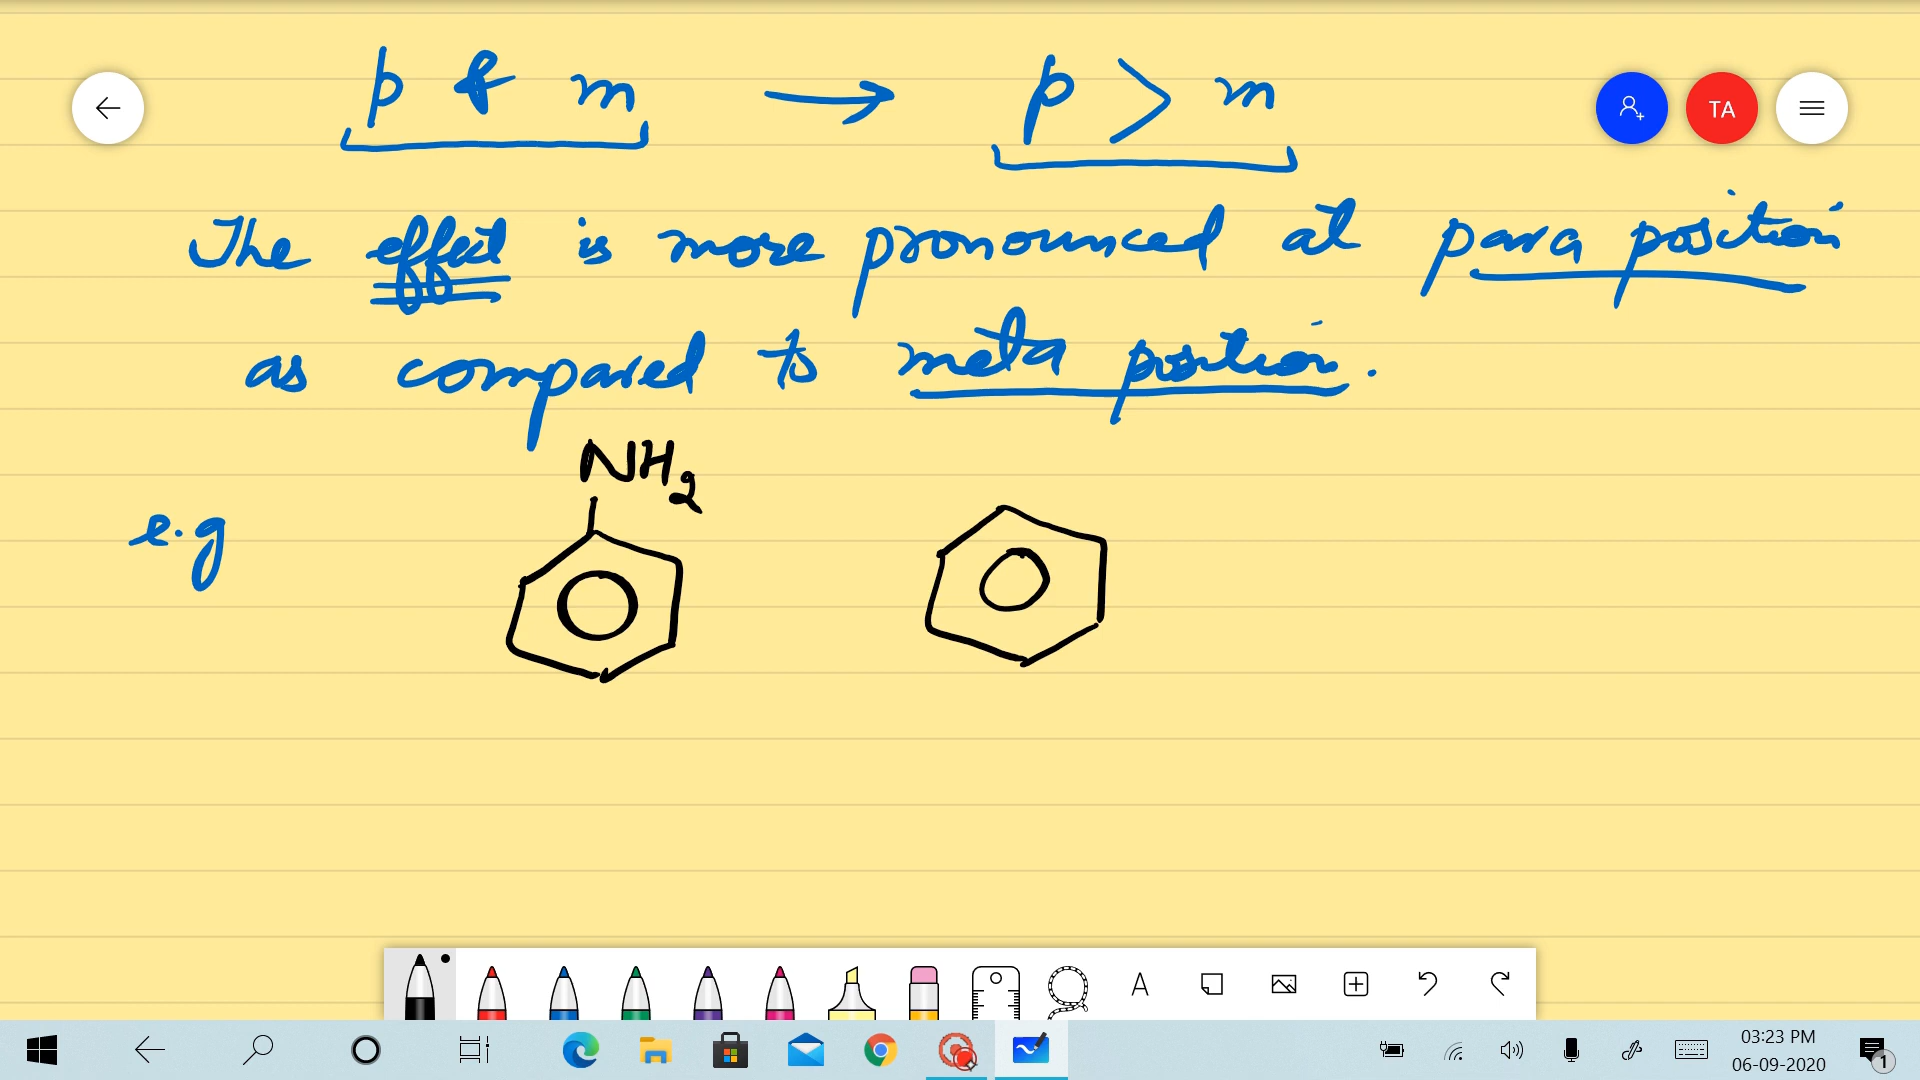 p & m → p > m
TA
The effect is more pronounced at para position
as compared to meta position.
NH2
e.g
A
03:23 PM
06-09-2020
1